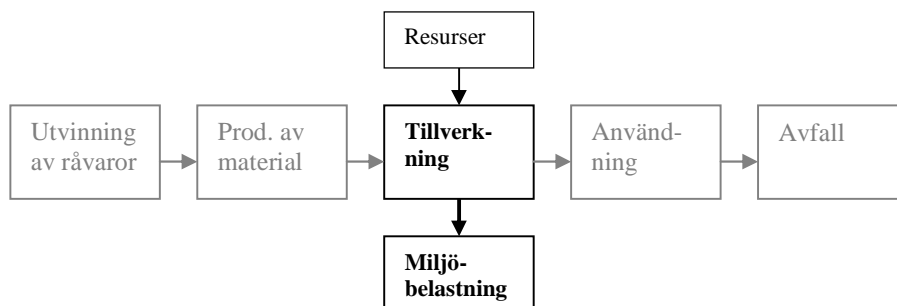 Resurser
Utvinning
av råvaror
Prod. av
material
Tillverk-
ning
Använd-
ning
Avfall
Miljö-
belastning